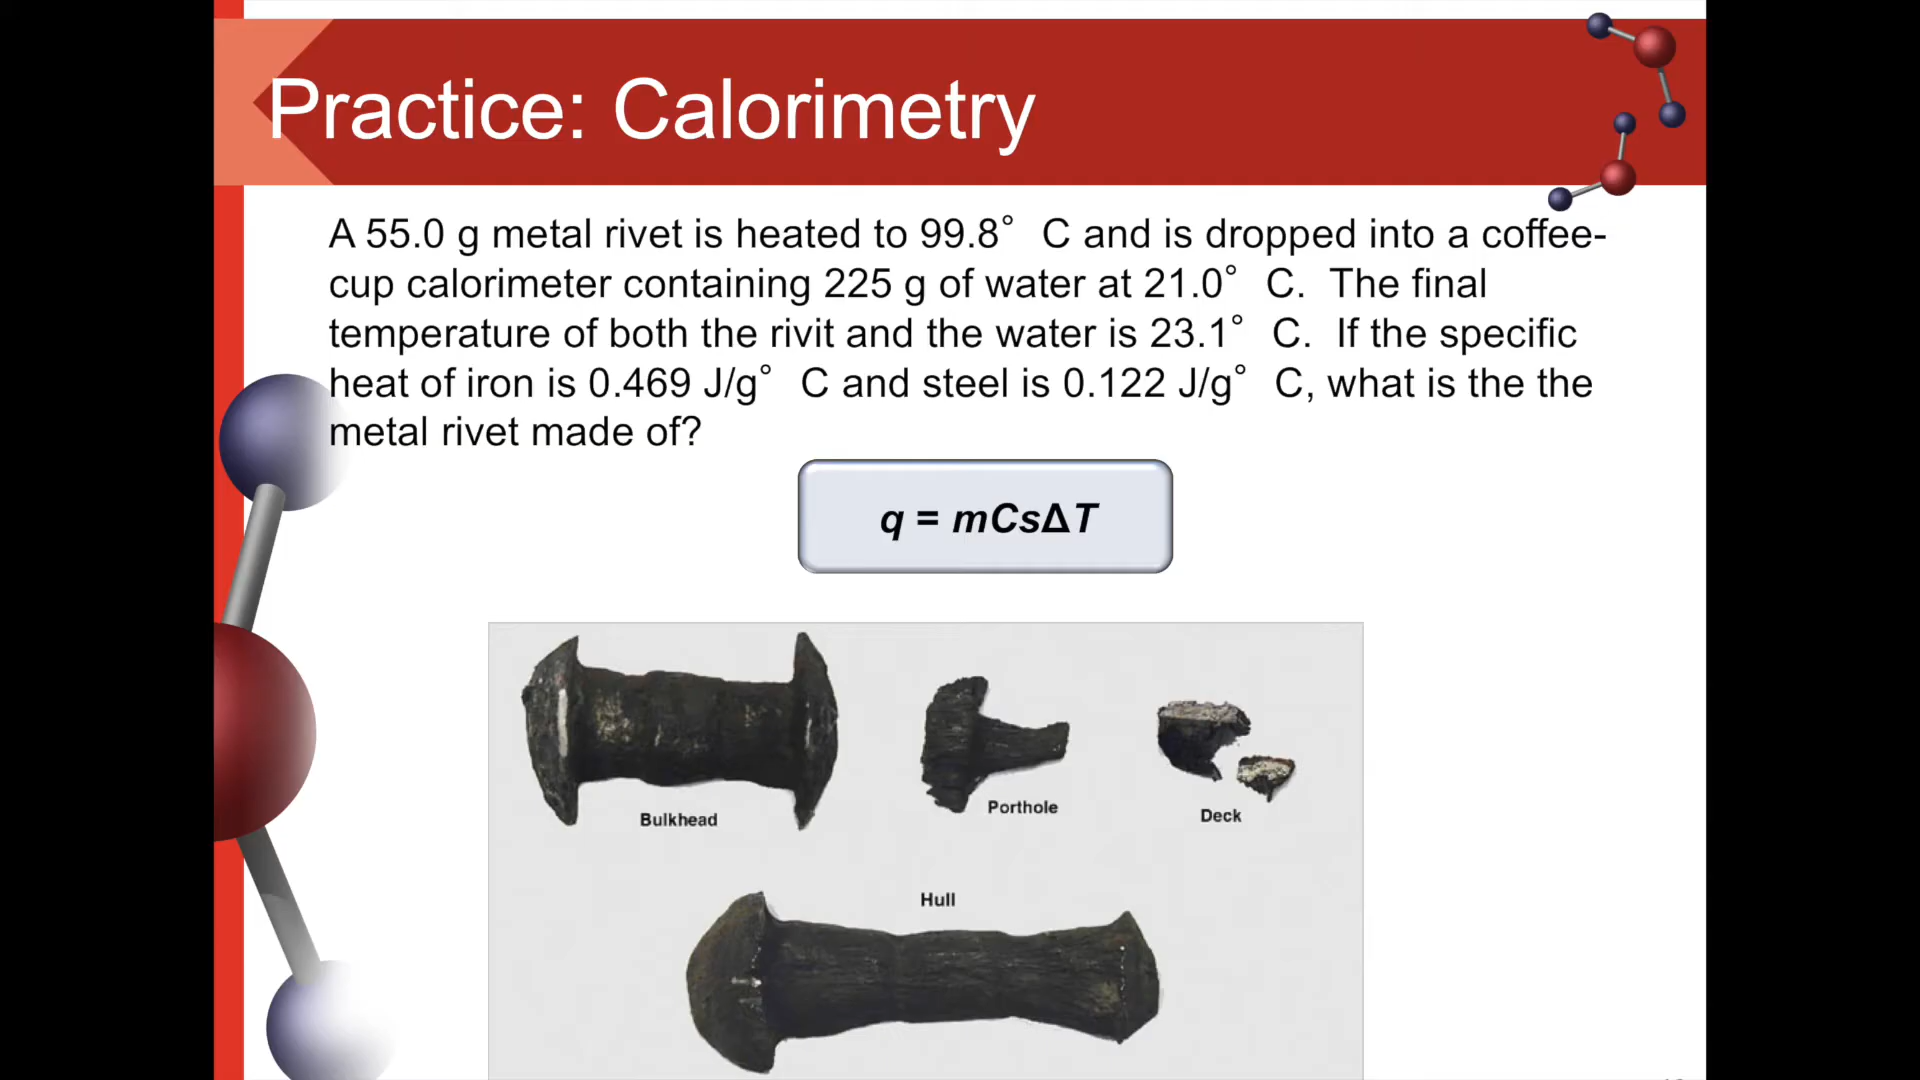 Practice: Calorimetry
A 55.0 g metal rivet is heated to 99.8° C and is dropped into a coffee-
cup calorimeter containing 225 g of water at 21.0° C. The final
temperature of both the rivit and the water is 23.1° C. If the specific
heat of iron is 0.469 J/g° C and steel is 0.122 J/g° C, what is the the
metal rivet made of?
q = mCsΔT
Bulkhead
Porthole
Deck
Hull